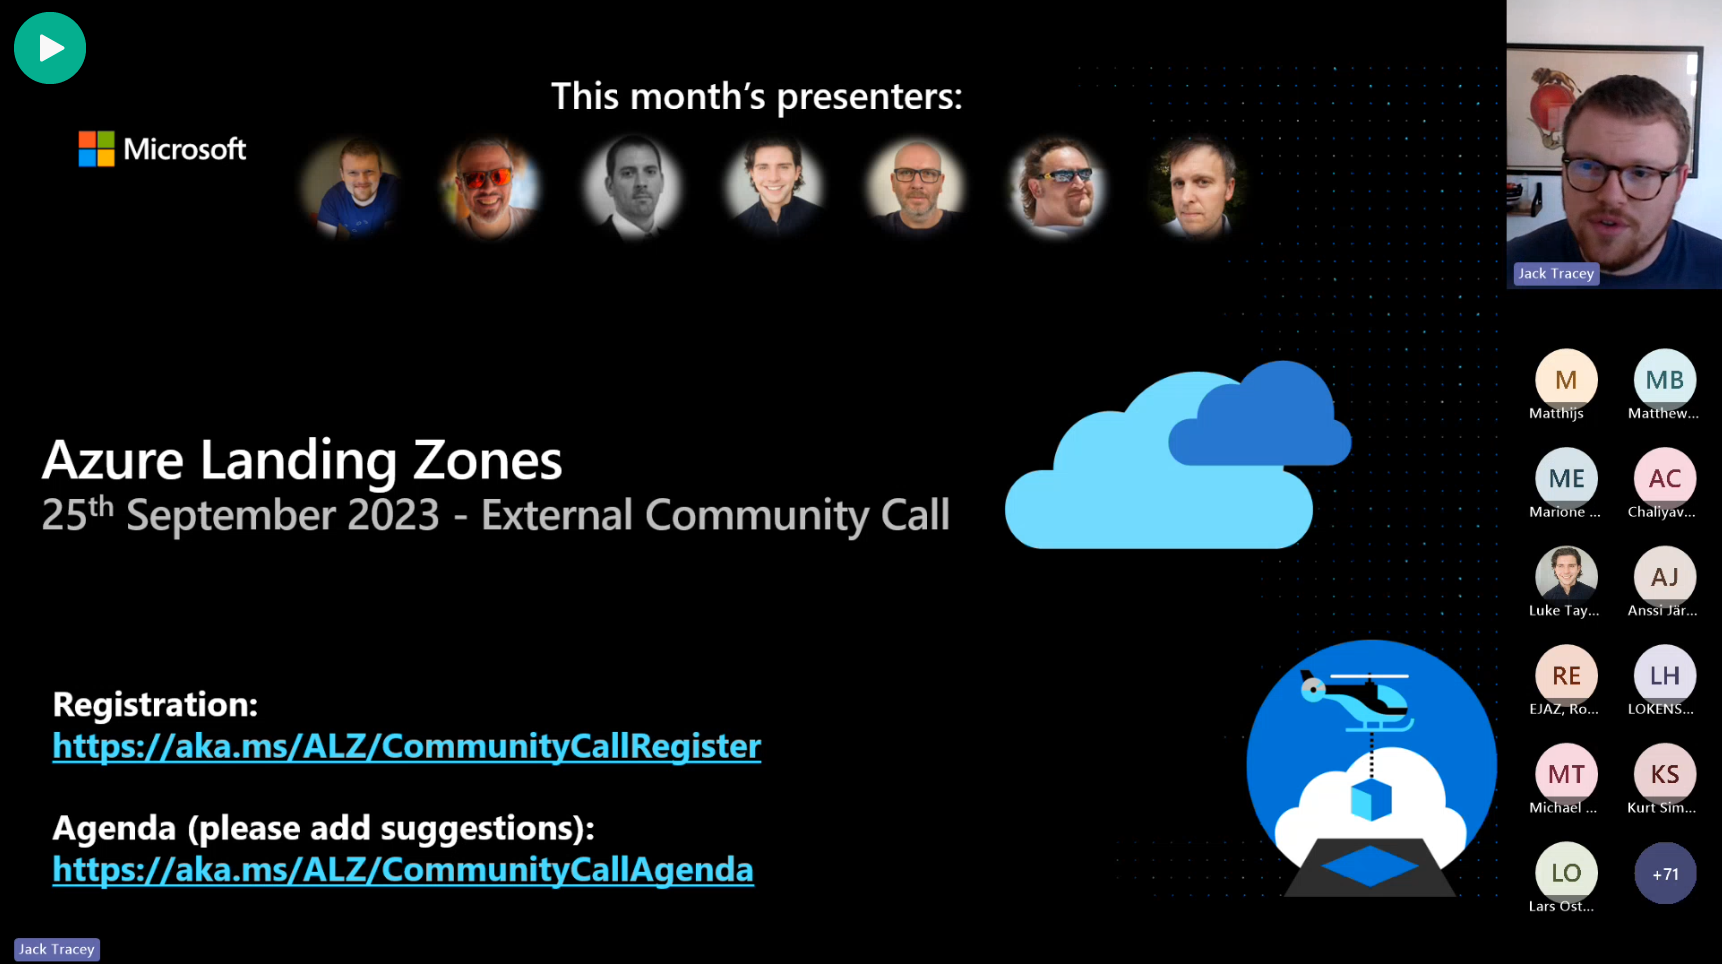 This month's presenters:
Microsoft
Azure Landing Zones
25th September 2023 - External Community Call
Registration:
https://aka.ms/ALZ/CommunityCallRegister
Agenda (please add suggestions):
https://aka.ms/ALZ/CommunityCallAgenda
Jack Tracey
Jack Tracey
M
Matthijs
MB
Matthew...
ME
Marione ...
AC
Chaliyav...
Luke Tay...
AJ
Anssi Jär...
RE
EJAZ, Ro...
LH
LOKENS...
MT
Michael ...
KS
Kurt Sim...
LO
Lars Ost...
+71